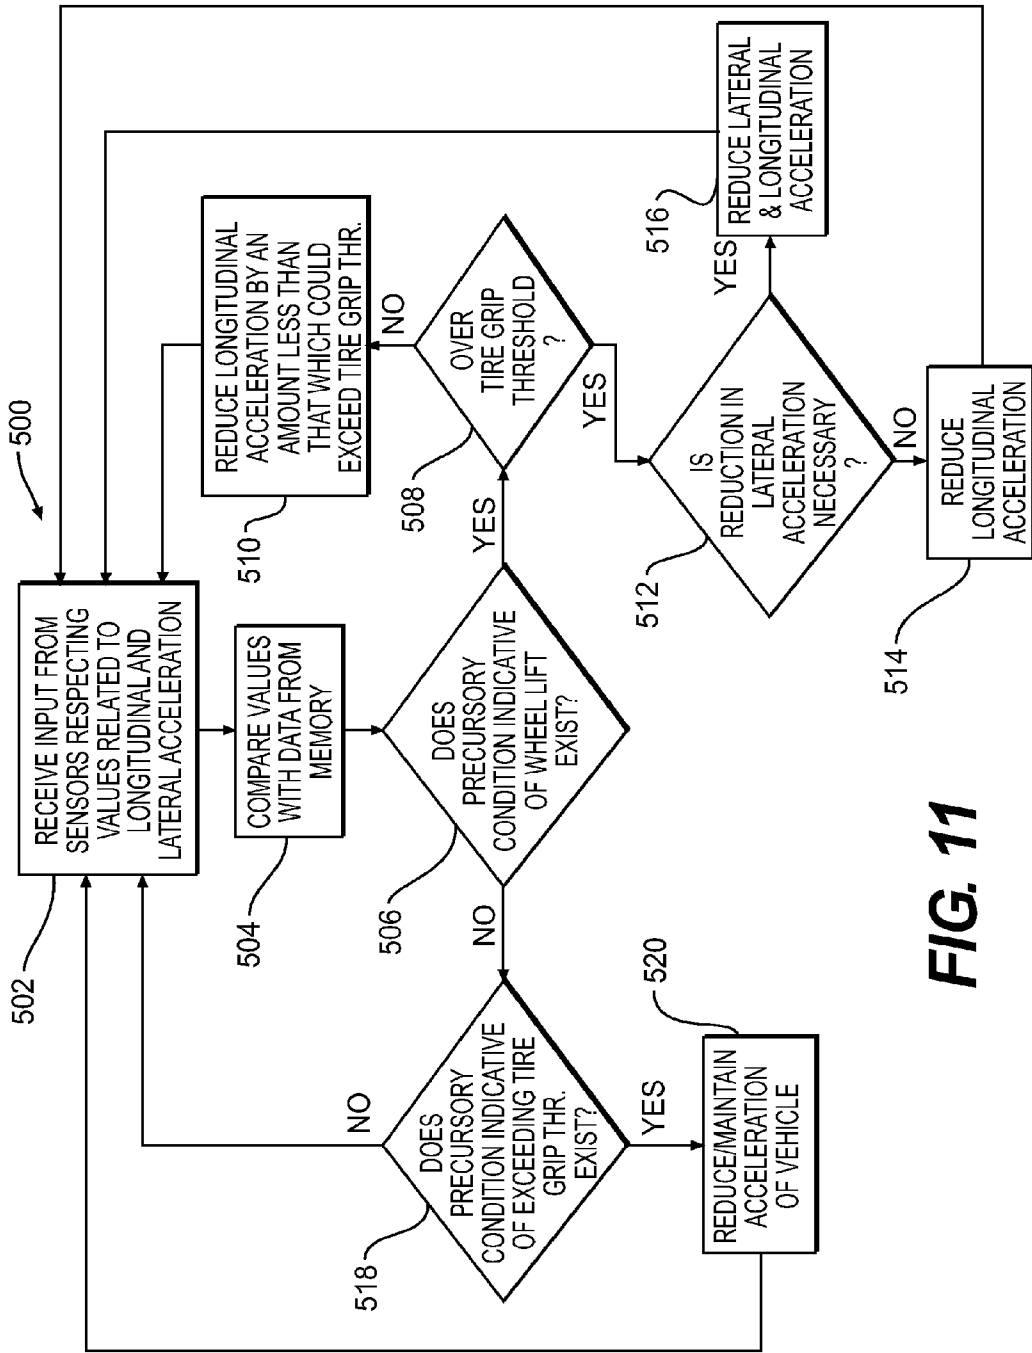 500
502
RECEIVE INPUT FROM
SENSORS RESPECTING
VALUES RELATED TO
LONGITUDINAL AND
LATERAL ACCELERATION
504
COMPARE VALUES
WITH DATA FROM
MEMORY
506
DOES
PRECURSORY
CONDITION INDICATIVE
OF WHEEL LIFT
EXIST?
NO
YES
518
DOES
PRECURSORY
CONDITION INDICATIVE
OF EXCEEDING TIRE
GRIP THR.
EXIST?
NO
YES
520
REDUCE/MAINTAIN
ACCELERATION
OF VEHICLE
508
OVER
TIRE GRIP
THRESHOLD
?
NO
YES
510
REDUCE LONGITUDINAL
ACCELERATION BY AN
AMOUNT LESS THAN
THAT WHICH COULD
EXCEED TIRE GRIP THR.
512
IS
REDUCTION IN
LATERAL
ACCELERATION
NECESSARY
?
YES
NO
516
REDUCE LATERAL
& LONGITUDINAL
ACCELERATION
514
REDUCE
LONGITUDINAL
ACCELERATION
FIG. 11